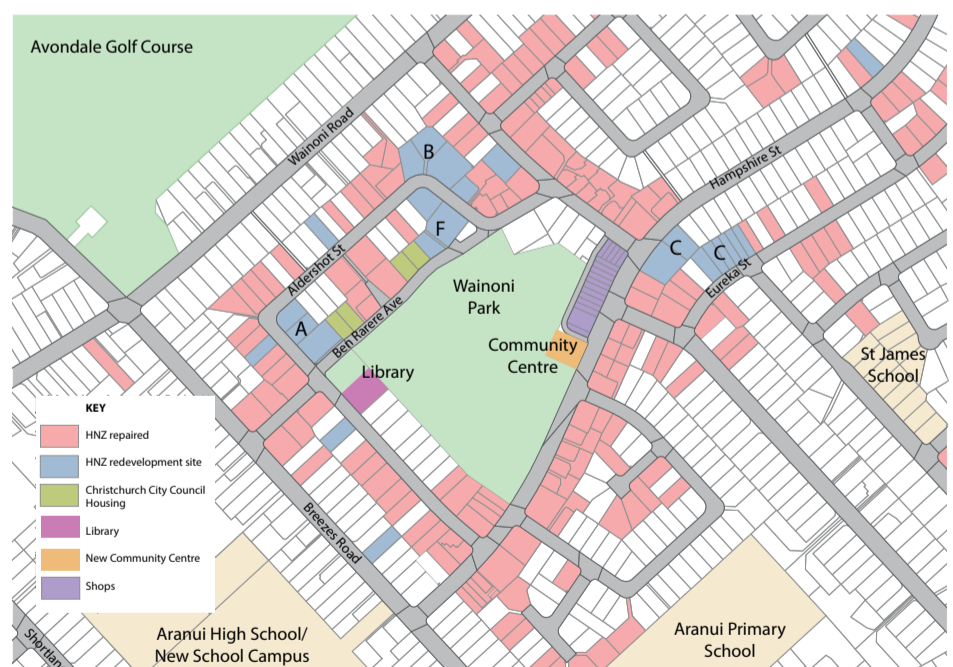 Avondale Golf Course
Wainoni Road
B
Hampshire St
F
C
C
Aldershot St
Eureka St
Wainoni
Park
A
Ben Rarere Ave
Community
Centre
St James
School
Library
KEY
HNZ repaired
HNZ redevelopment site
Christchurch City Council
Housing
Library
New Community Centre
Shops
Breezes Road
Aranui High School/
New School Campus
Aranui Primary
School
Shortlan